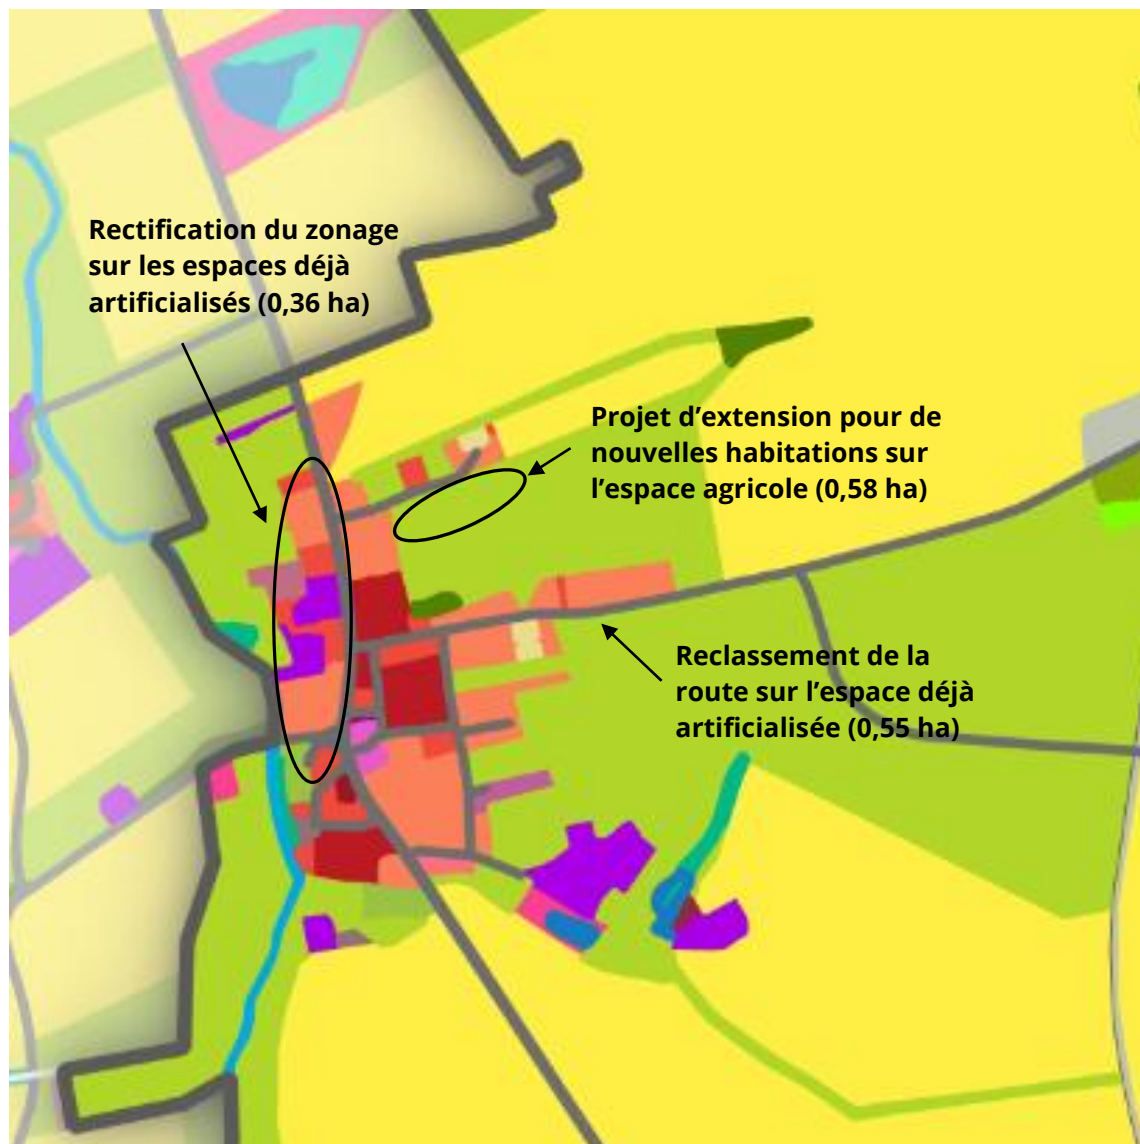 Rectification du zonage
sur les espaces déjà
artificialisés (0,36 ha)
Projet d’extension pour de
nouvelles habitations sur
l’espace agricole (0,58 ha)
Reclassement de la
route sur l’espace déjà
artificialisée (0,55 ha)